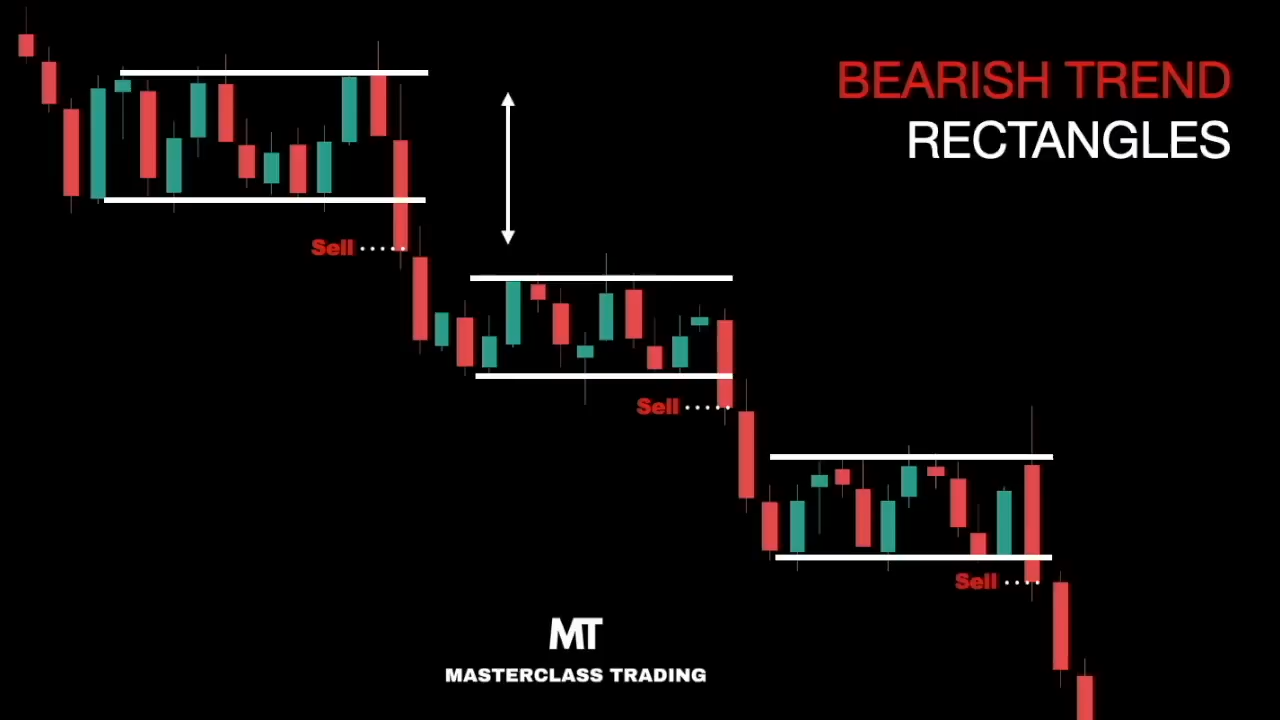 BEARISH TREND
RECTANGLES
Sell
Sell
Sell
MT
MASTERCLASS TRADING